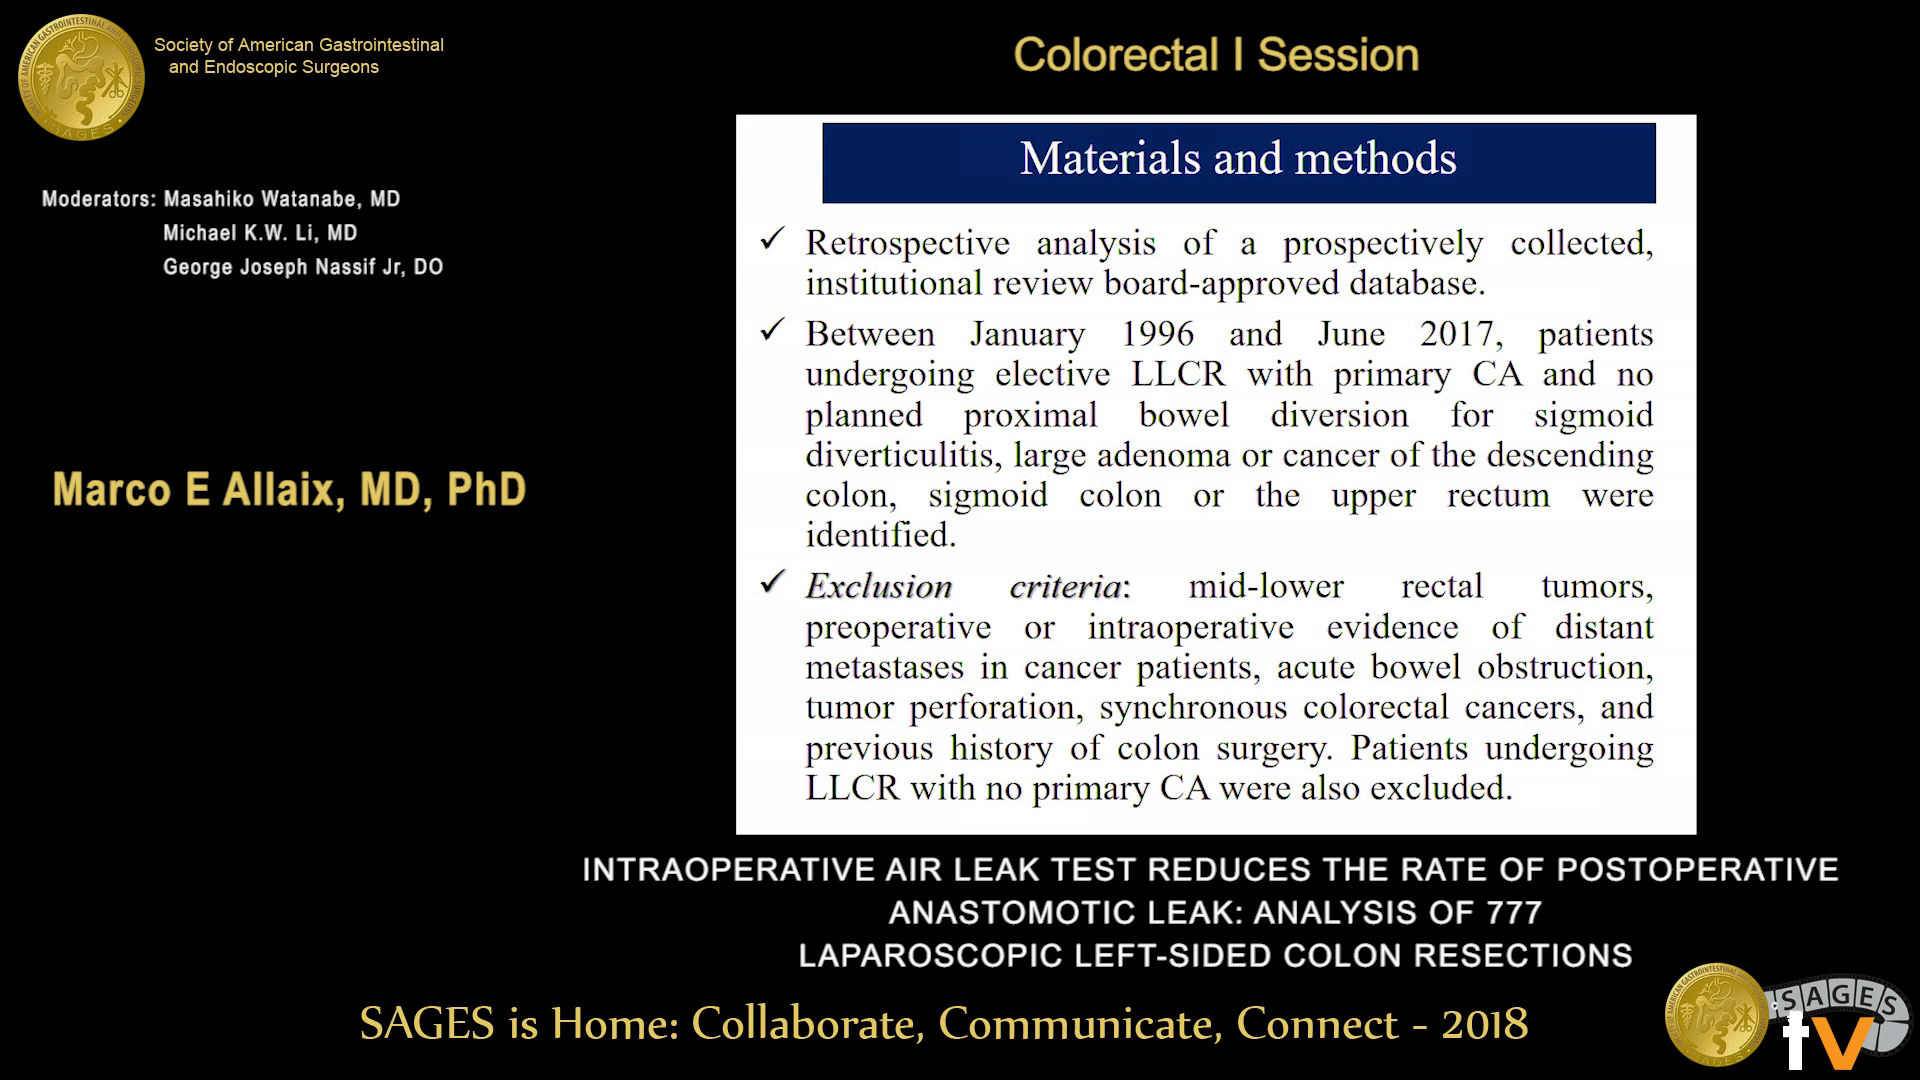 Society of American Gastrointestinal
and Endoscopic Surgeons
Colorectal I Session
Moderators: Masahiko Watanabe, MD
Michael K.W. Li, MD
George Joseph Nassif Jr, DO
Marco E Allaix, MD, PhD
Materials and methods
✓ Retrospective analysis of a prospectively collected,
institutional review board-approved database.
✓ Between January 1996 and June 2017, patients
undergoing elective LLCR with primary CA and no
planned proximal bowel diversion for sigmoid
diverticulitis, large adenoma or cancer of the descending
colon, sigmoid colon or the upper rectum were
identified.
✓ Exclusion criteria: mid-lower rectal tumors,
preoperative or intraoperative evidence of distant
metastases in cancer patients, acute bowel obstruction,
tumor perforation, synchronous colorectal cancers, and
previous history of colon surgery. Patients undergoing
LLCR with no primary CA were also excluded.
INTRAOPERATIVE AIR LEAK TEST REDUCES THE RATE OF POSTOPERATIVE
ANASTOMOTIC LEAK: ANALYSIS OF 777
LAPAROSCOPIC LEFT-SIDED COLON RESECTIONS
SAGES is Home: Collaborate, Communicate, Connect - 2018
SAGES
tv